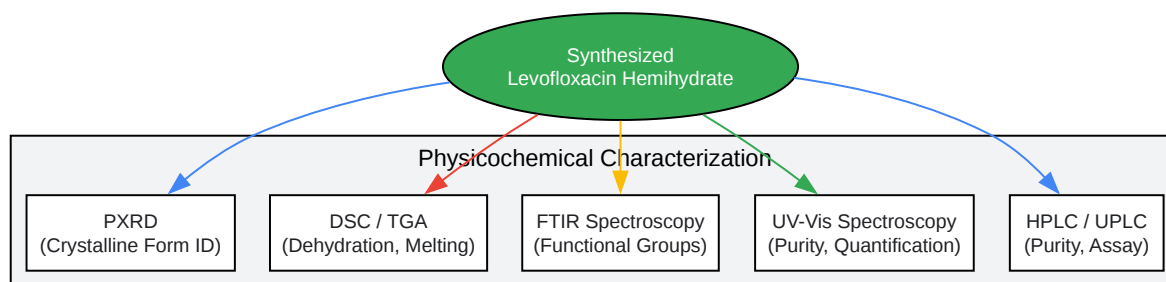 Synthesized
Levofloxacin Hemihydrate
Physicochemical Characterization
PXRD
(Crystalline Form ID)
DSC / TGA
(Dehydration, Melting)
FTIR Spectroscopy
(Functional Groups)
UV-Vis Spectroscopy
(Purity, Quantification)
HPLC / UPLC
(Purity, Assay)